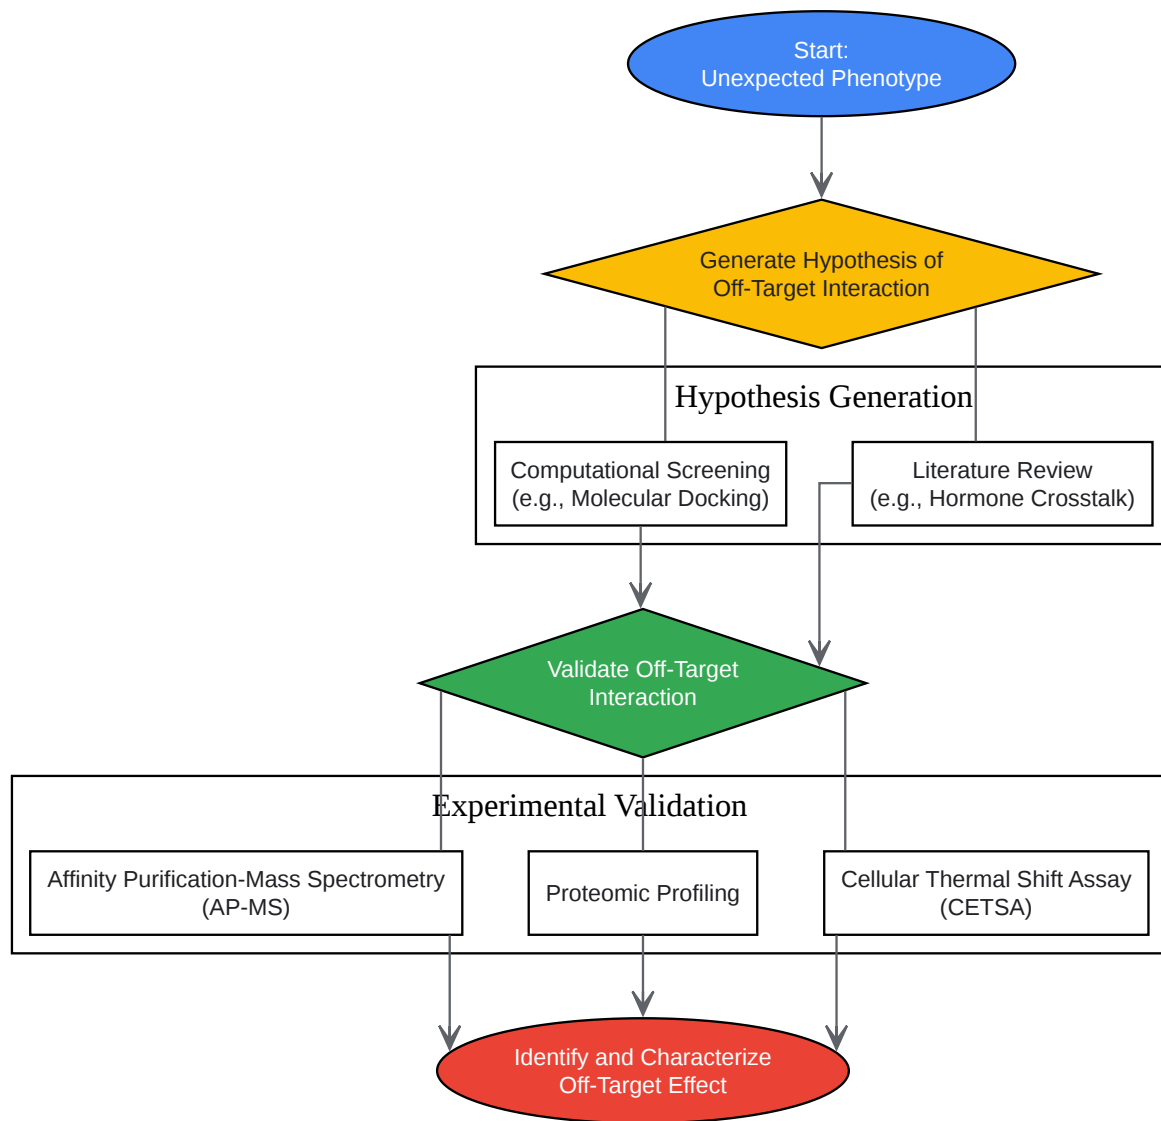 Start:
Unexpected Phenotype
Generate Hypothesis of
Off-Target Interaction
Hypothesis Generation
Computational Screening
(e.g., Molecular Docking)
Literature Review
(e.g., Hormone Crosstalk)
Validate Off-Target
Interaction
Experimental Validation
Affinity Purification-Mass Spectrometry
(AP-MS)
Proteomic Profiling
Cellular Thermal Shift Assay
(CETSA)
Identify and Characterize
Off-Target Effect